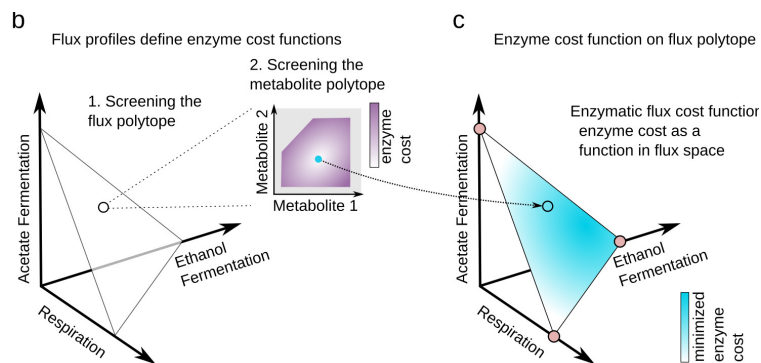 b
Flux profiles define enzyme cost functions
1. Screening the
flux polytope
2. Screening the
metabolite polytope
Metabolite 2
Metabolite 1
enzyme
cost
Acetate Fermentation
Ethanol
Fermentation
Respiration
c
Enzyme cost function on flux polytope
Enzymatic flux cost function
enzyme cost as a
function in flux space
Acetate Fermentation
Ethanol
Fermentation
Respiration
minimized
enzyme
cost